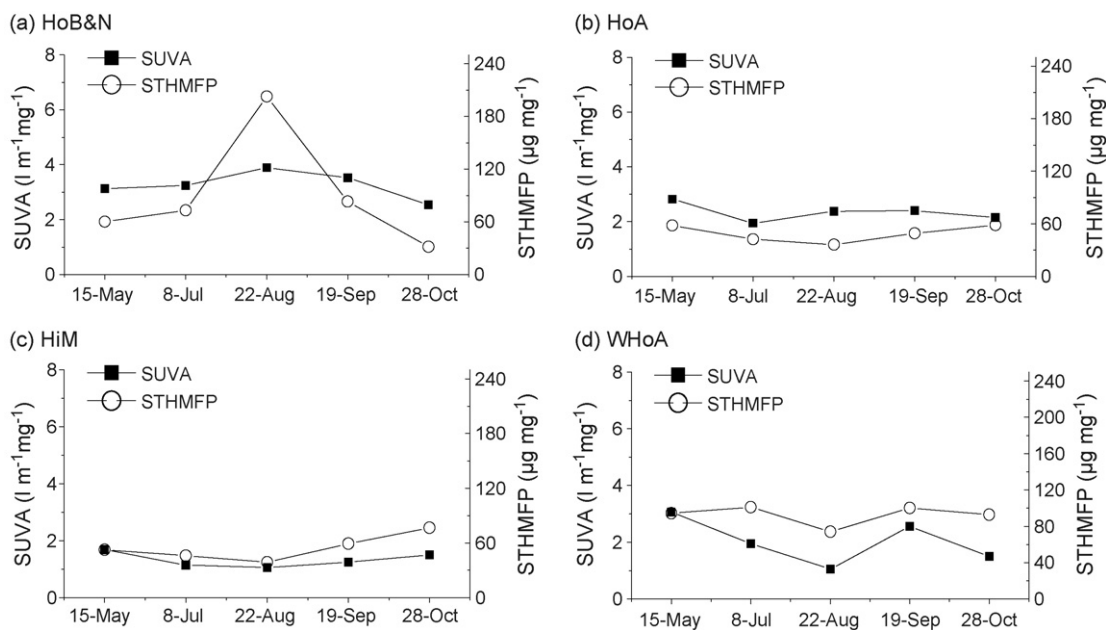 (a) HoB&N
SUVA
STHMFP
SUVA (l m⁻¹mg⁻¹)
8
6
4
2
0
240
180
120
60
0
STHMFP (µg mg⁻¹)
15-May 8-Jul 22-Aug 19-Sep 28-Oct
(b) HoA
SUVA
STHMFP
SUVA (l m⁻¹mg⁻¹)
8
6
4
2
0
240
180
120
60
0
STHMFP (µg mg⁻¹)
15-May 8-Jul 22-Aug 19-Sep 28-Oct
(c) HiM
SUVA
STHMFP
SUVA (l m⁻¹mg⁻¹)
8
6
4
2
0
240
180
120
60
0
STHMFP (µg mg⁻¹)
15-May 8-Jul 22-Aug 19-Sep 28-Oct
(d) WHoA
SUVA
STHMFP
SUVA (l m⁻¹mg⁻¹)
8
6
4
2
0
240
200
160
120
80
40
0
STHMFP (µg mg⁻¹)
15-May 8-Jul 22-Aug 19-Sep 28-Oct